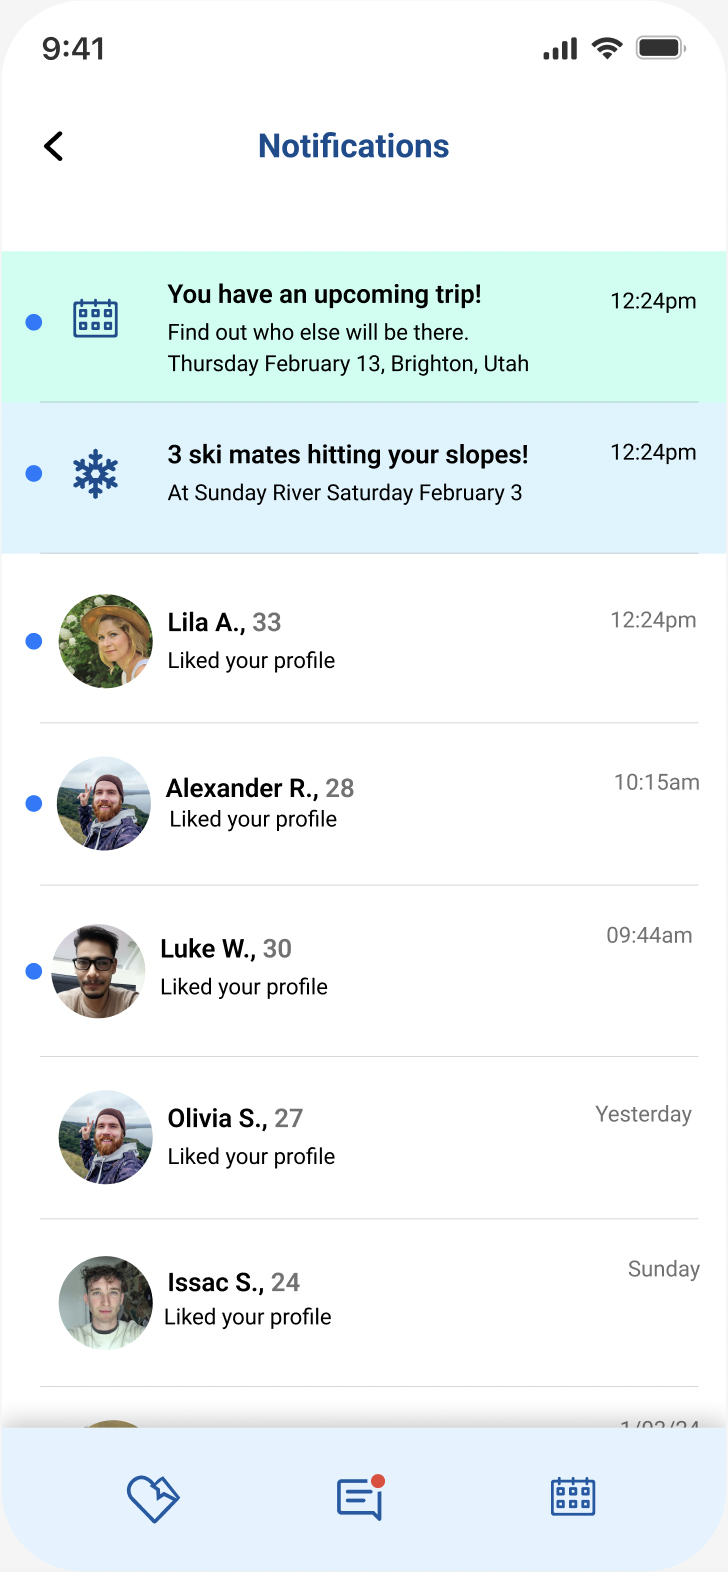 9:41
Notifications
You have an upcoming trip!
12:24pm
Find out who else will be there.
Thursday February 13, Brighton, Utah
3 ski mates hitting your slopes!
12:24pm
At Sunday River Saturday February 3
Lila A., 33
12:24pm
Liked your profile
Alexander R., 28
10:15am
Liked your profile
Luke W., 30
09:44am
Liked your profile
Olivia S., 27
Yesterday
Liked your profile
Issac S., 24
Sunday
Liked your profile